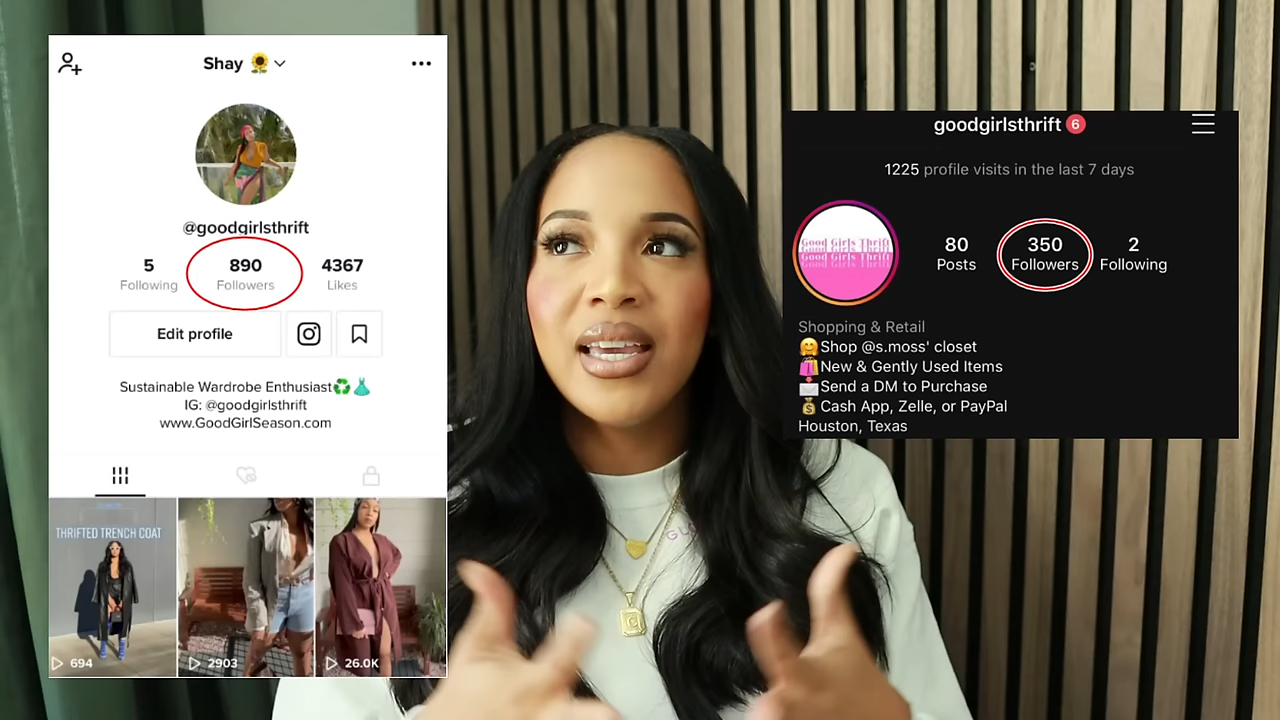 Shay 🌻
@goodgirlsthrift
5 890 4367
Following Followers Likes
Edit profile
Sustainable Wardrobe Enthusiast♻️👗
IG: @goodgirlsthrift
www.GoodGirlSeason.com
THRIFTED TRENCH COAT
694 2903 26.0K
goodgirlsthrift 6
1225 profile visits in the last 7 days
Good Girls Thrift
Good Girls Thrift
80 350 2
Posts Followers Following
Shopping & Retail
🤗Shop @s.moss' closet
🛍️New & Gently Used Items
📩Send a DM to Purchase
💰Cash App, Zelle, or PayPal
Houston, Texas